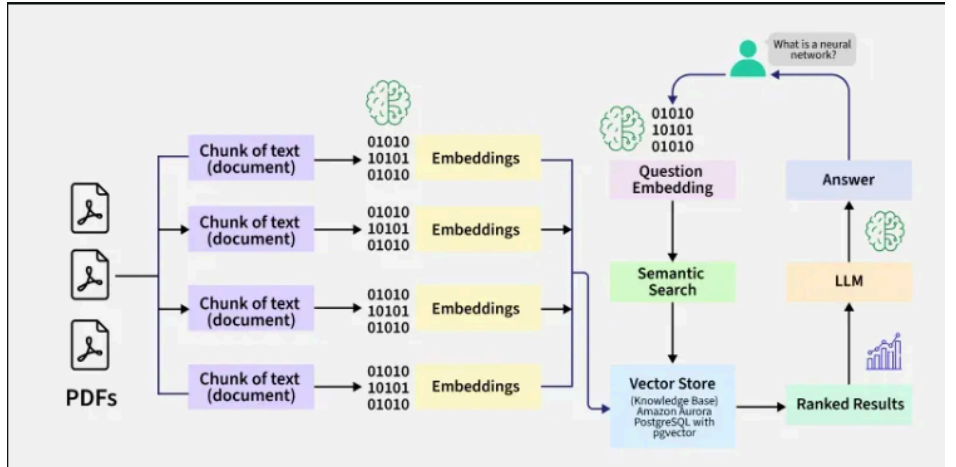 What is a neural
network?
01010
10101
01010
Question
Embedding
Semantic
Search
Vector Store
(Knowledge Base)
Amazon Aurora
PostgreSQL with
pgvector
Ranked Results
LLM
Answer
PDFs
Chunk of text
(document)
01010
10101
01010
Embeddings
Chunk of text
(document)
01010
10101
01010
Embeddings
Chunk of text
(document)
01010
10101
01010
Embeddings
Chunk of text
(document)
01010
10101
01010
Embeddings